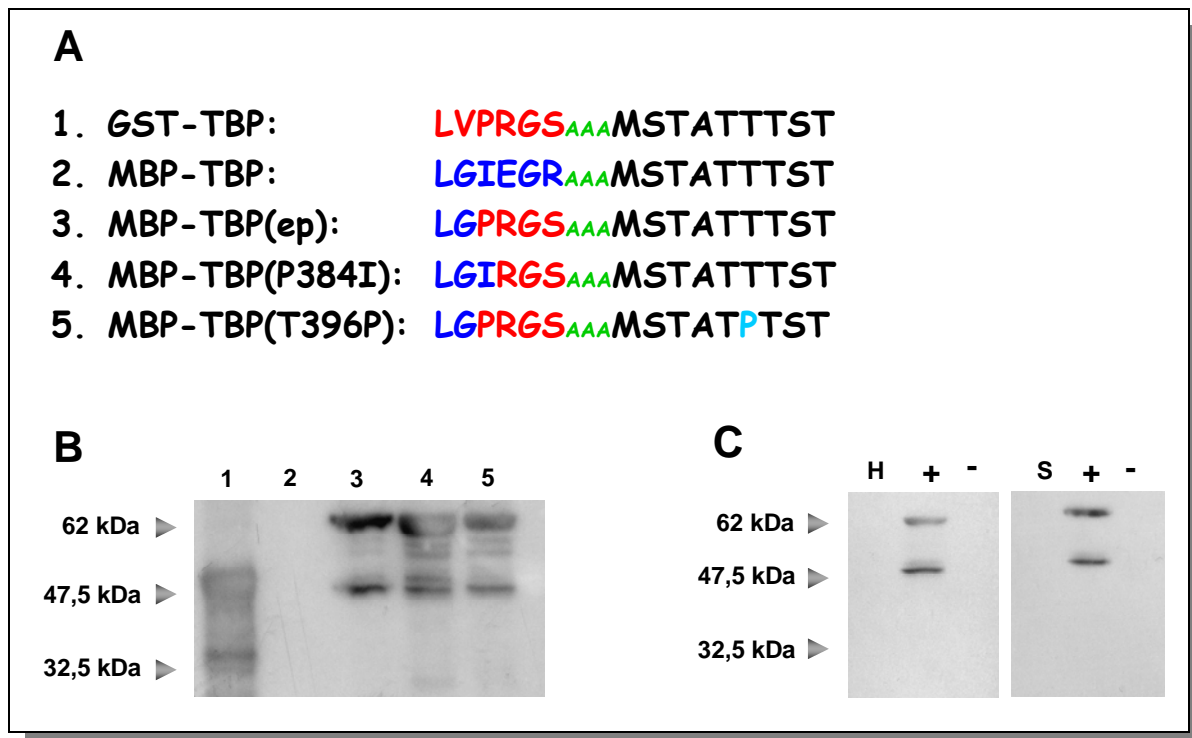 A
1. GST-TBP: LVPRGSAAAMSTATTTST
2. MBP-TBP: LGIEGRAAAMSTATTTST
3. MBP-TBP(ep): LGPRGSAAAMSTATTTST
4. MBP-TBP(P384I): LGIRGSAAAMSTATTTST
5. MBP-TBP(T396P): LGPRGSAAAMSTATPTST
B
1 2 3 4 5
62 kDa
47,5 kDa
32,5 kDa
C
H + - S + -
62 kDa
47,5 kDa
32,5 kDa